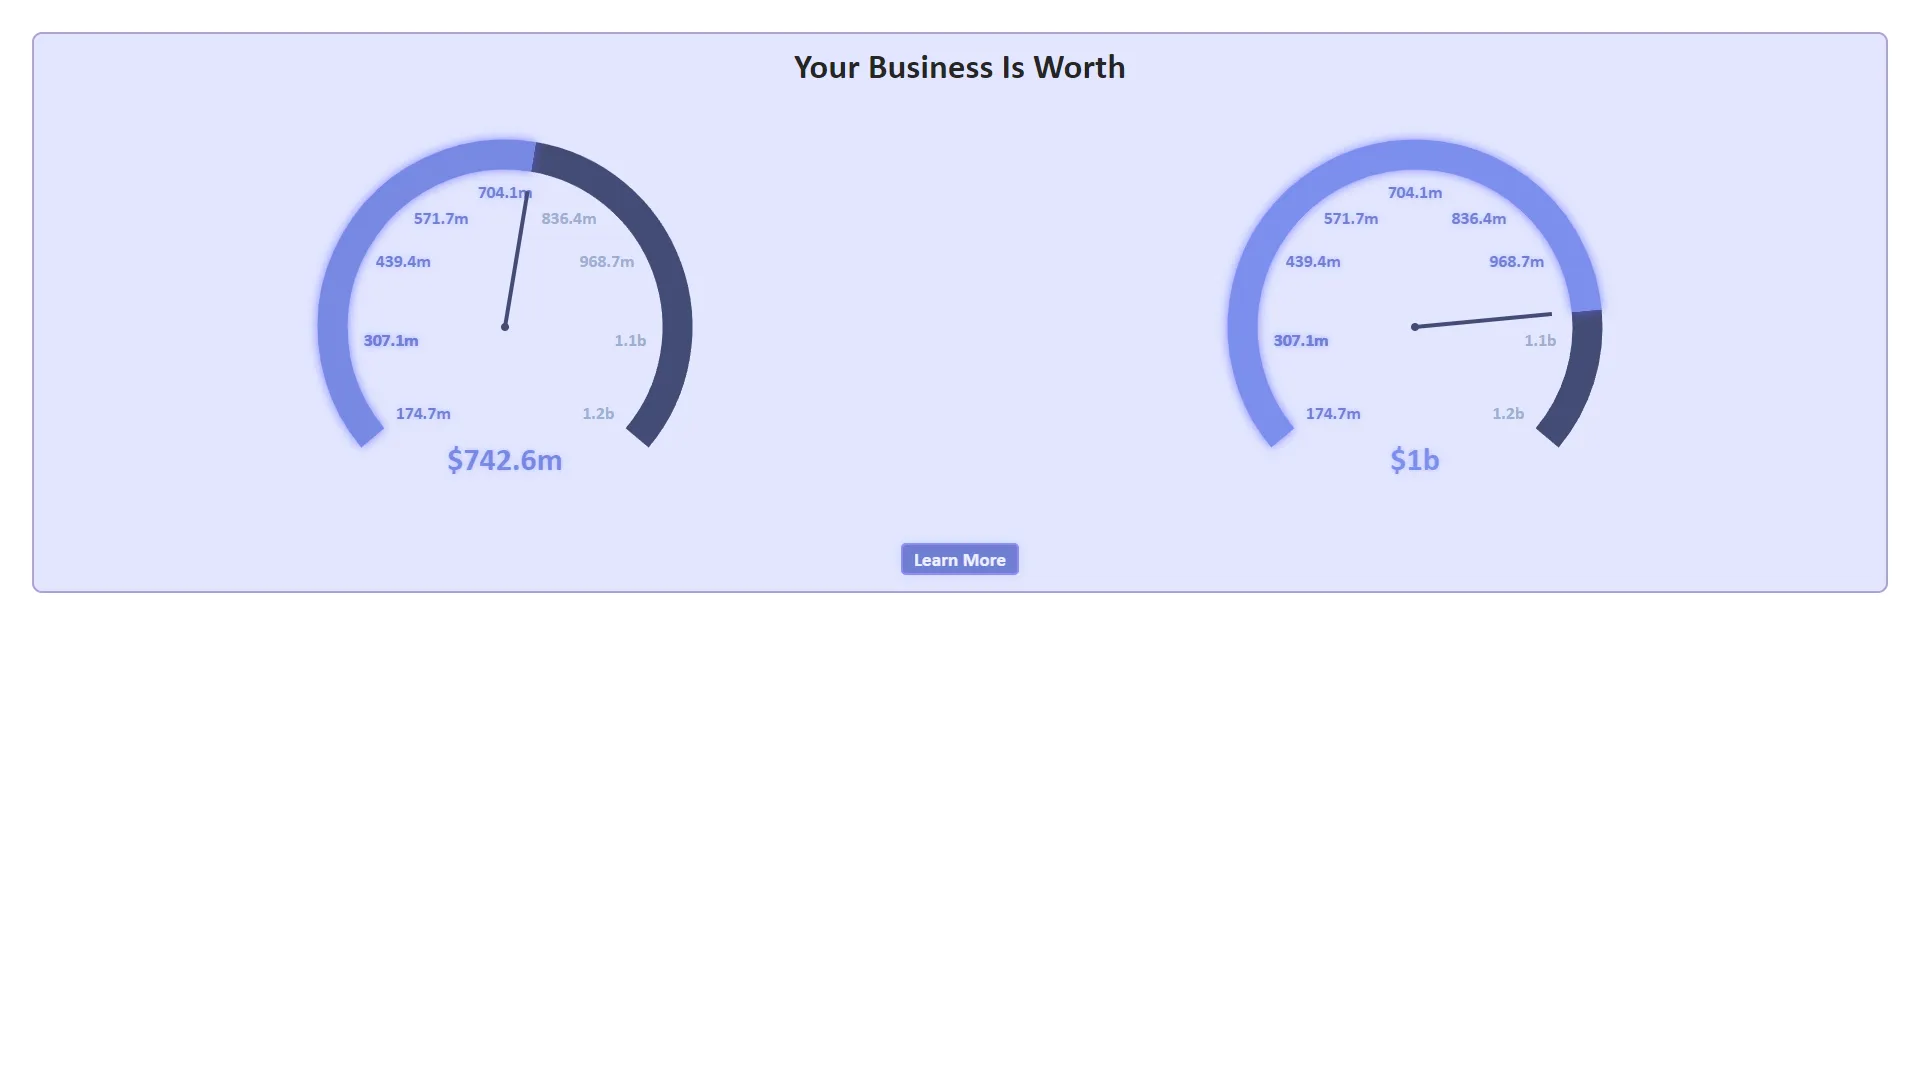 Your Business Is Worth
704.1m
571.7m
836.4m
439.4m
968.7m
307.1m
1.1b
174.7m
1.2b
$742.6m
704.1m
571.7m
836.4m
439.4m
968.7m
307.1m
1.1b
174.7m
1.2b
$1b
Learn More